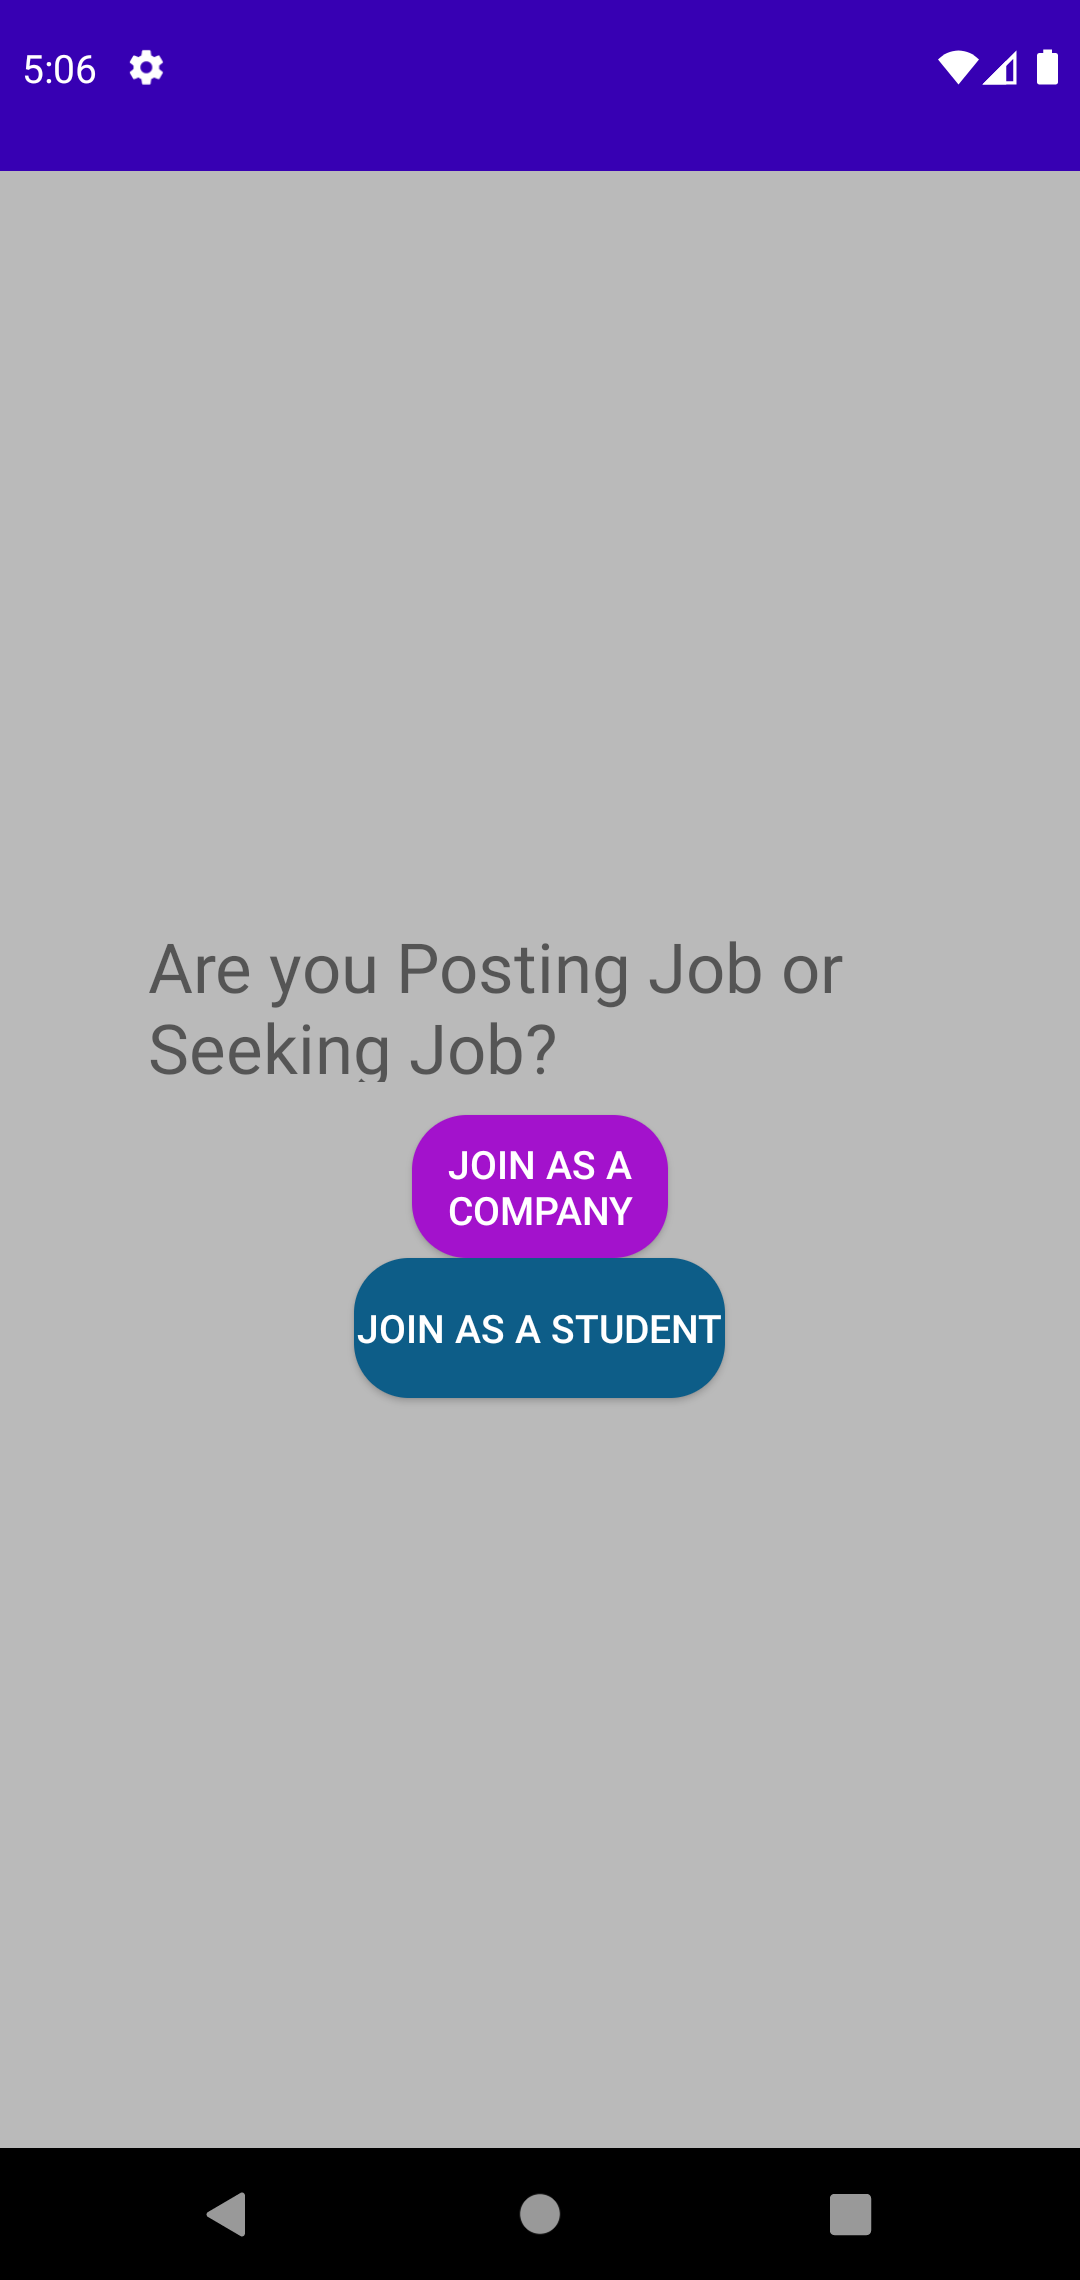 5:06
Are you Posting Job or
Seeking Job?
JOIN AS A
COMPANY
JOIN AS A STUDENT